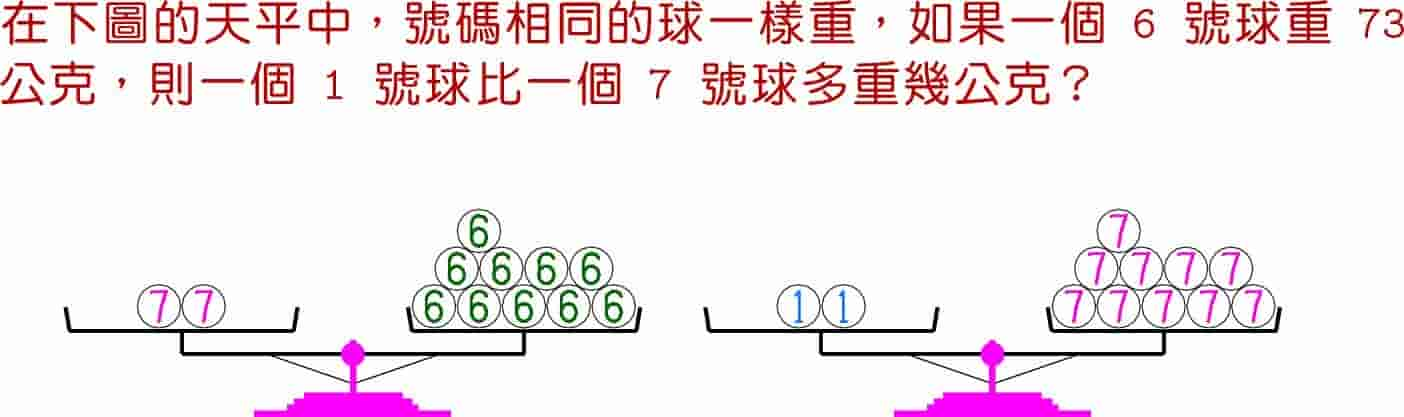 在下圖的天平中，號碼相同的球一樣重，如果一個 6 號球重 73
公克，則一個 1 號球比一個 7 號球多重幾公克？
6 7
6 6 6 6 7 7 7 7
7 7 6 6 6 6 6 1 1 7 7 7 7 7